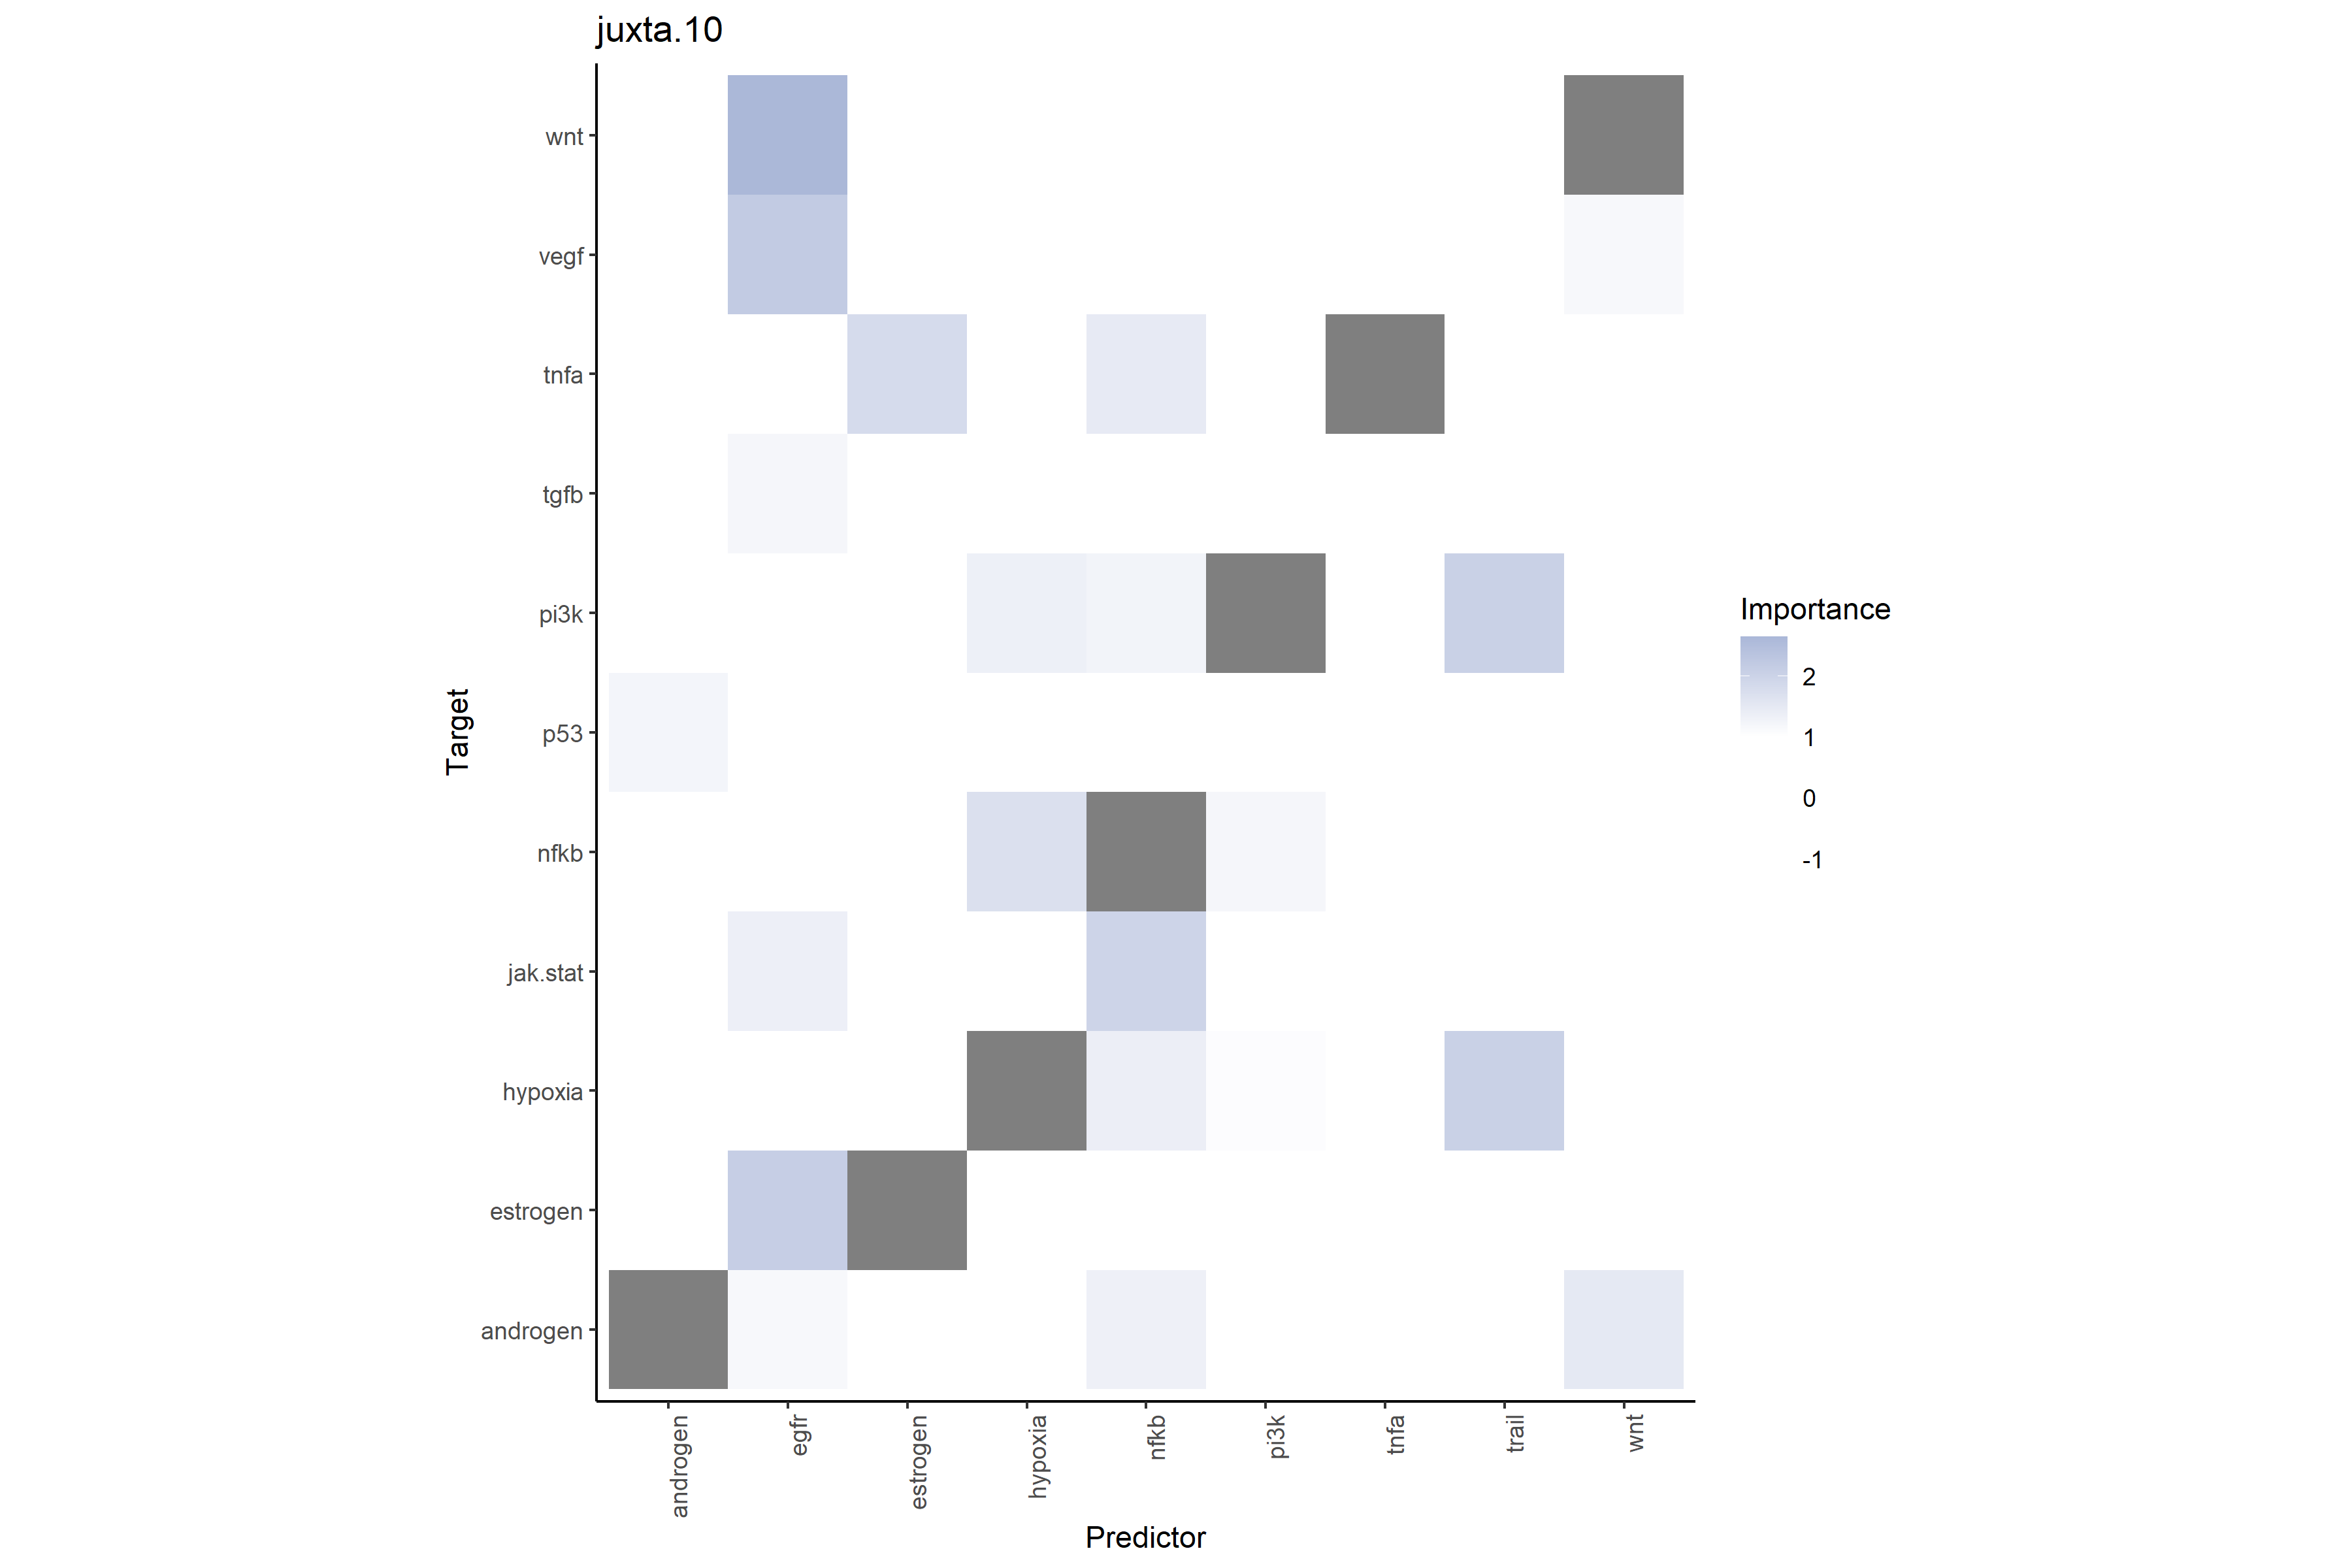 juxta.10
wnt
vegf
tnfa
tgfb
pi3k
p53
nfkb
jak.stat
hypoxia
estrogen
androgen
Target
androgen
egfr
estrogen
hypoxia
nfkb
pi3k
tnfa
trail
wnt
Predictor
Importance
2
1
0
-1